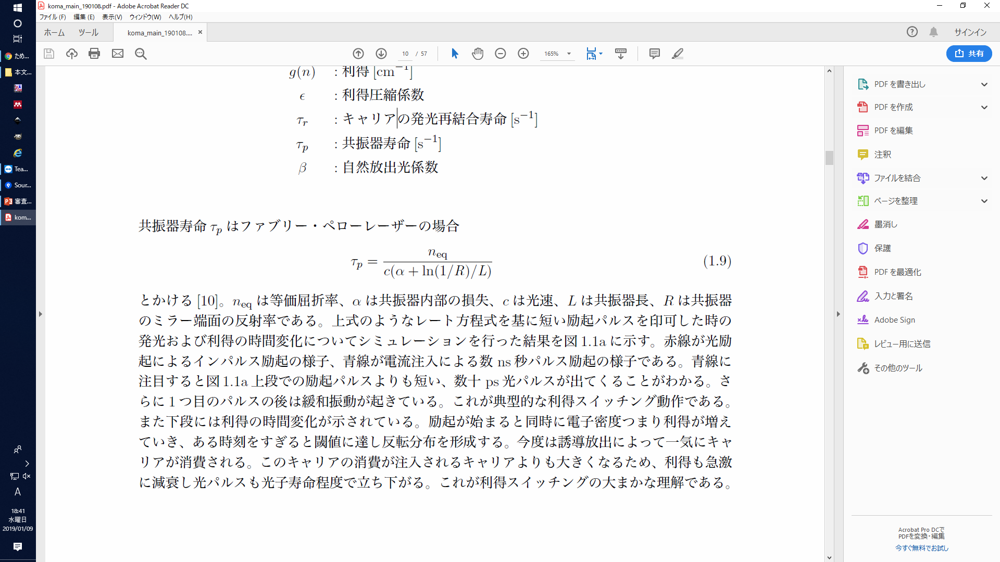 koma_main_190108.pdf - Adobe Acrobat Reader DC
ファイル (F) 編集 (E) 表示(V) ウィンドウ(W) ヘルプ(H)
ホーム ツール koma_main_190108.... × サインイン
10 / 57 165% 共有
ため...
本文...
Tea...
Sour...
審査...
kom...
A
18:41
水曜日
2019/01/09
g(n) : 利得 [cm⁻¹]
ϵ : 利得圧縮係数
τ_r : キャリアの発光再結合寿命 [s⁻¹]
τ_p : 共振器寿命 [s⁻¹]
β : 自然放出光係数
共振器寿命 τ_p はファブリー・ペローレーザーの場合
τ_p = n_eq / c(α + ln(1/R)/L) (1.9)
とかける [10]。n_eq は等価屈折率、α は共振器内部の損失、c は光速、L は共振器長、R は共振器
のミラー端面の反射率である。上式のようなレート方程式を基に短い励起パルスを印可した時の
発光および利得の時間変化についてシミュレーションを行った結果を図 1.1a に示す。赤線が光励
起によるインパルス励起の様子、青線が電流注入による数 ns 秒パルス励起の様子である。青線に
注目すると図 1.1a 上段での励起パルスよりも短い、数十 ps 光パルスが出てくることがわかる。さ
らに 1 つ目のパルスの後は緩和振動が起きている。これが典型的な利得スイッチング動作である。
また下段には利得の時間変化が示されている。励起が始まると同時に電子密度つまり利得が増え
ていき、ある時刻をすぎると閾値に達し反転分布を形成する。今度は誘導放出によって一気にキャ
リアが消費される。このキャリアの消費が注入されるキャリアよりも大きくなるため、利得も急激
に減衰し光パルスも光子寿命程度で立ち下がる。これが利得スイッチングの大まかな理解である。
PDF を書き出し
PDF を作成
PDF を編集
注釈
ファイルを結合
ページを整理
墨消し
保護
PDF を最適化
入力と署名
Adobe Sign
レビュー用に送信
その他のツール
Acrobat Pro DCで
PDFを変換・編集
今すぐ無料でお試し